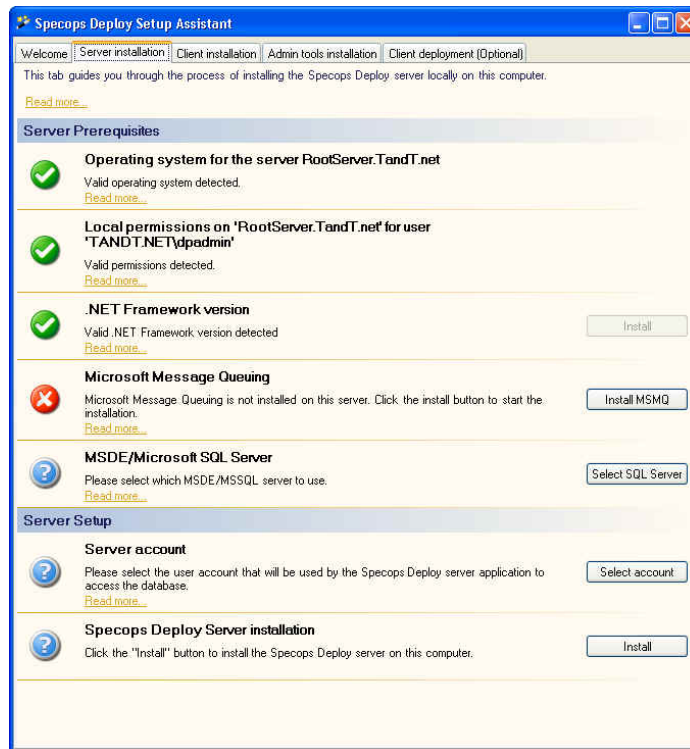 Specops Deploy Setup Assistant
Welcome
Server installation
Client installation
Admin tools installation
Client deployment (Optional)
This tab guides you through the process of installing the Specops Deploy server locally on this computer.
Read more...
Server Prerequisites
Operating system for the server RootServer.TandT.net
Valid operating system detected.
Read more...
Local permissions on 'RootServer.TandT.net' for user
'TANDT.NET\dpadmin'
Valid permissions detected.
Read more...
.NET Framework version
Valid .NET Framework version detected
Install
Read more...
Microsoft Message Queuing
Microsoft Message Queuing is not installed on this server. Click the install button to start the
installation.
Install MSMQ
Read more...
MSDE/Microsoft SQL Server
Please select which MSDE/MSSQL server to use.
Select SQL Server
Read more...
Server Setup
Server account
Please select the user account that will be used by the Specops Deploy server application to
access the database.
Select account
Read more...
Specops Deploy Server installation
Click the "Install" button to install the Specops Deploy server on this computer.
Install